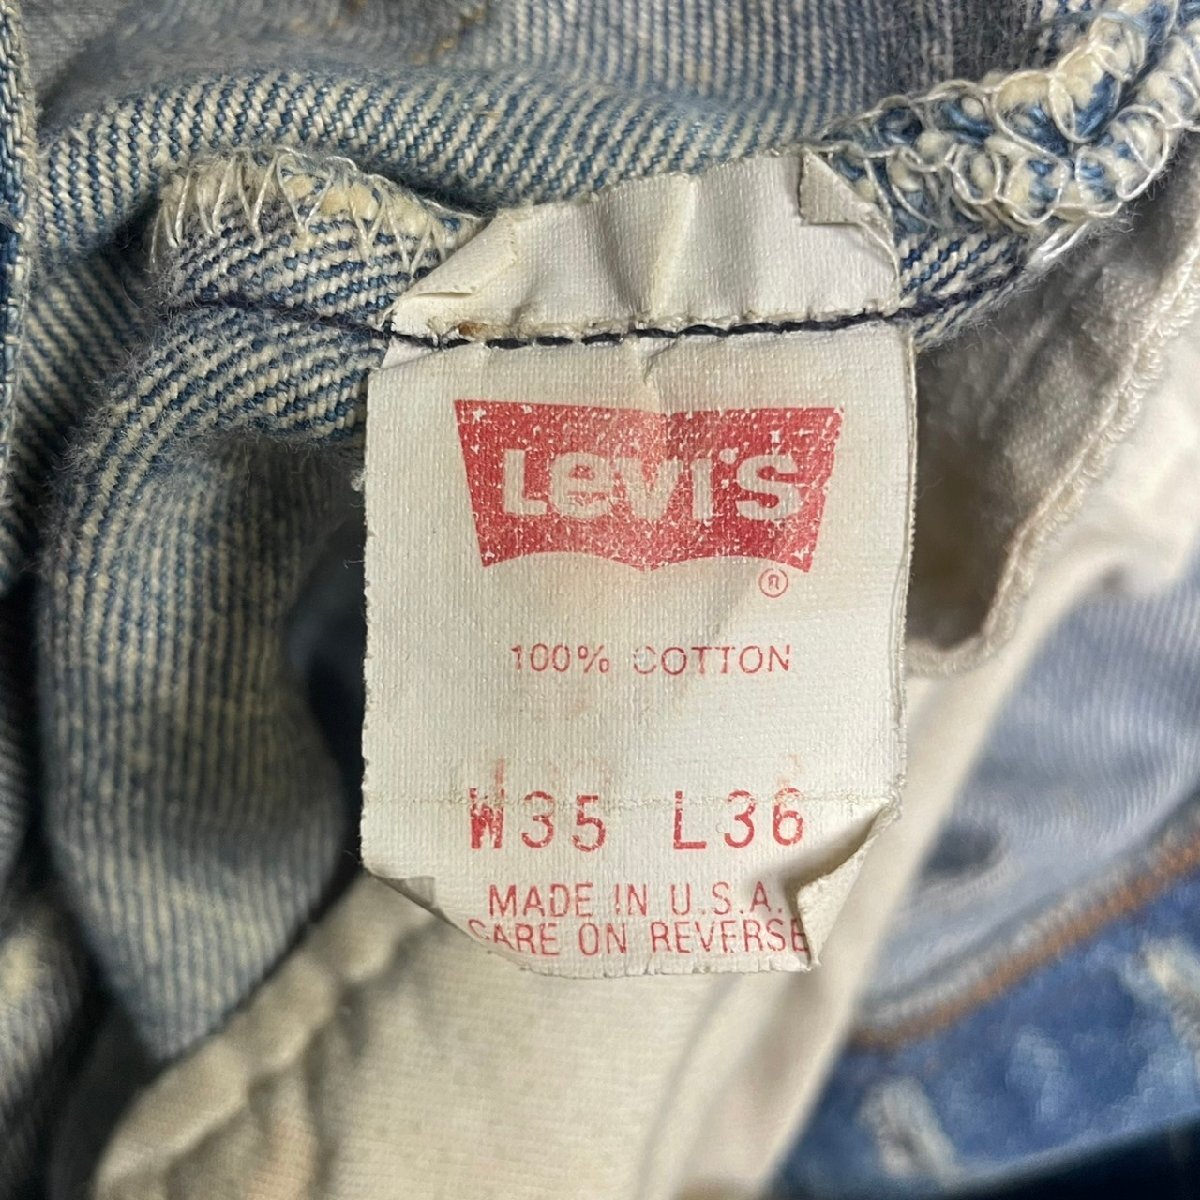 Levi's
®
100% COTTON
W35 L36
MADE IN U.S.A.
CARE ON REVERSE